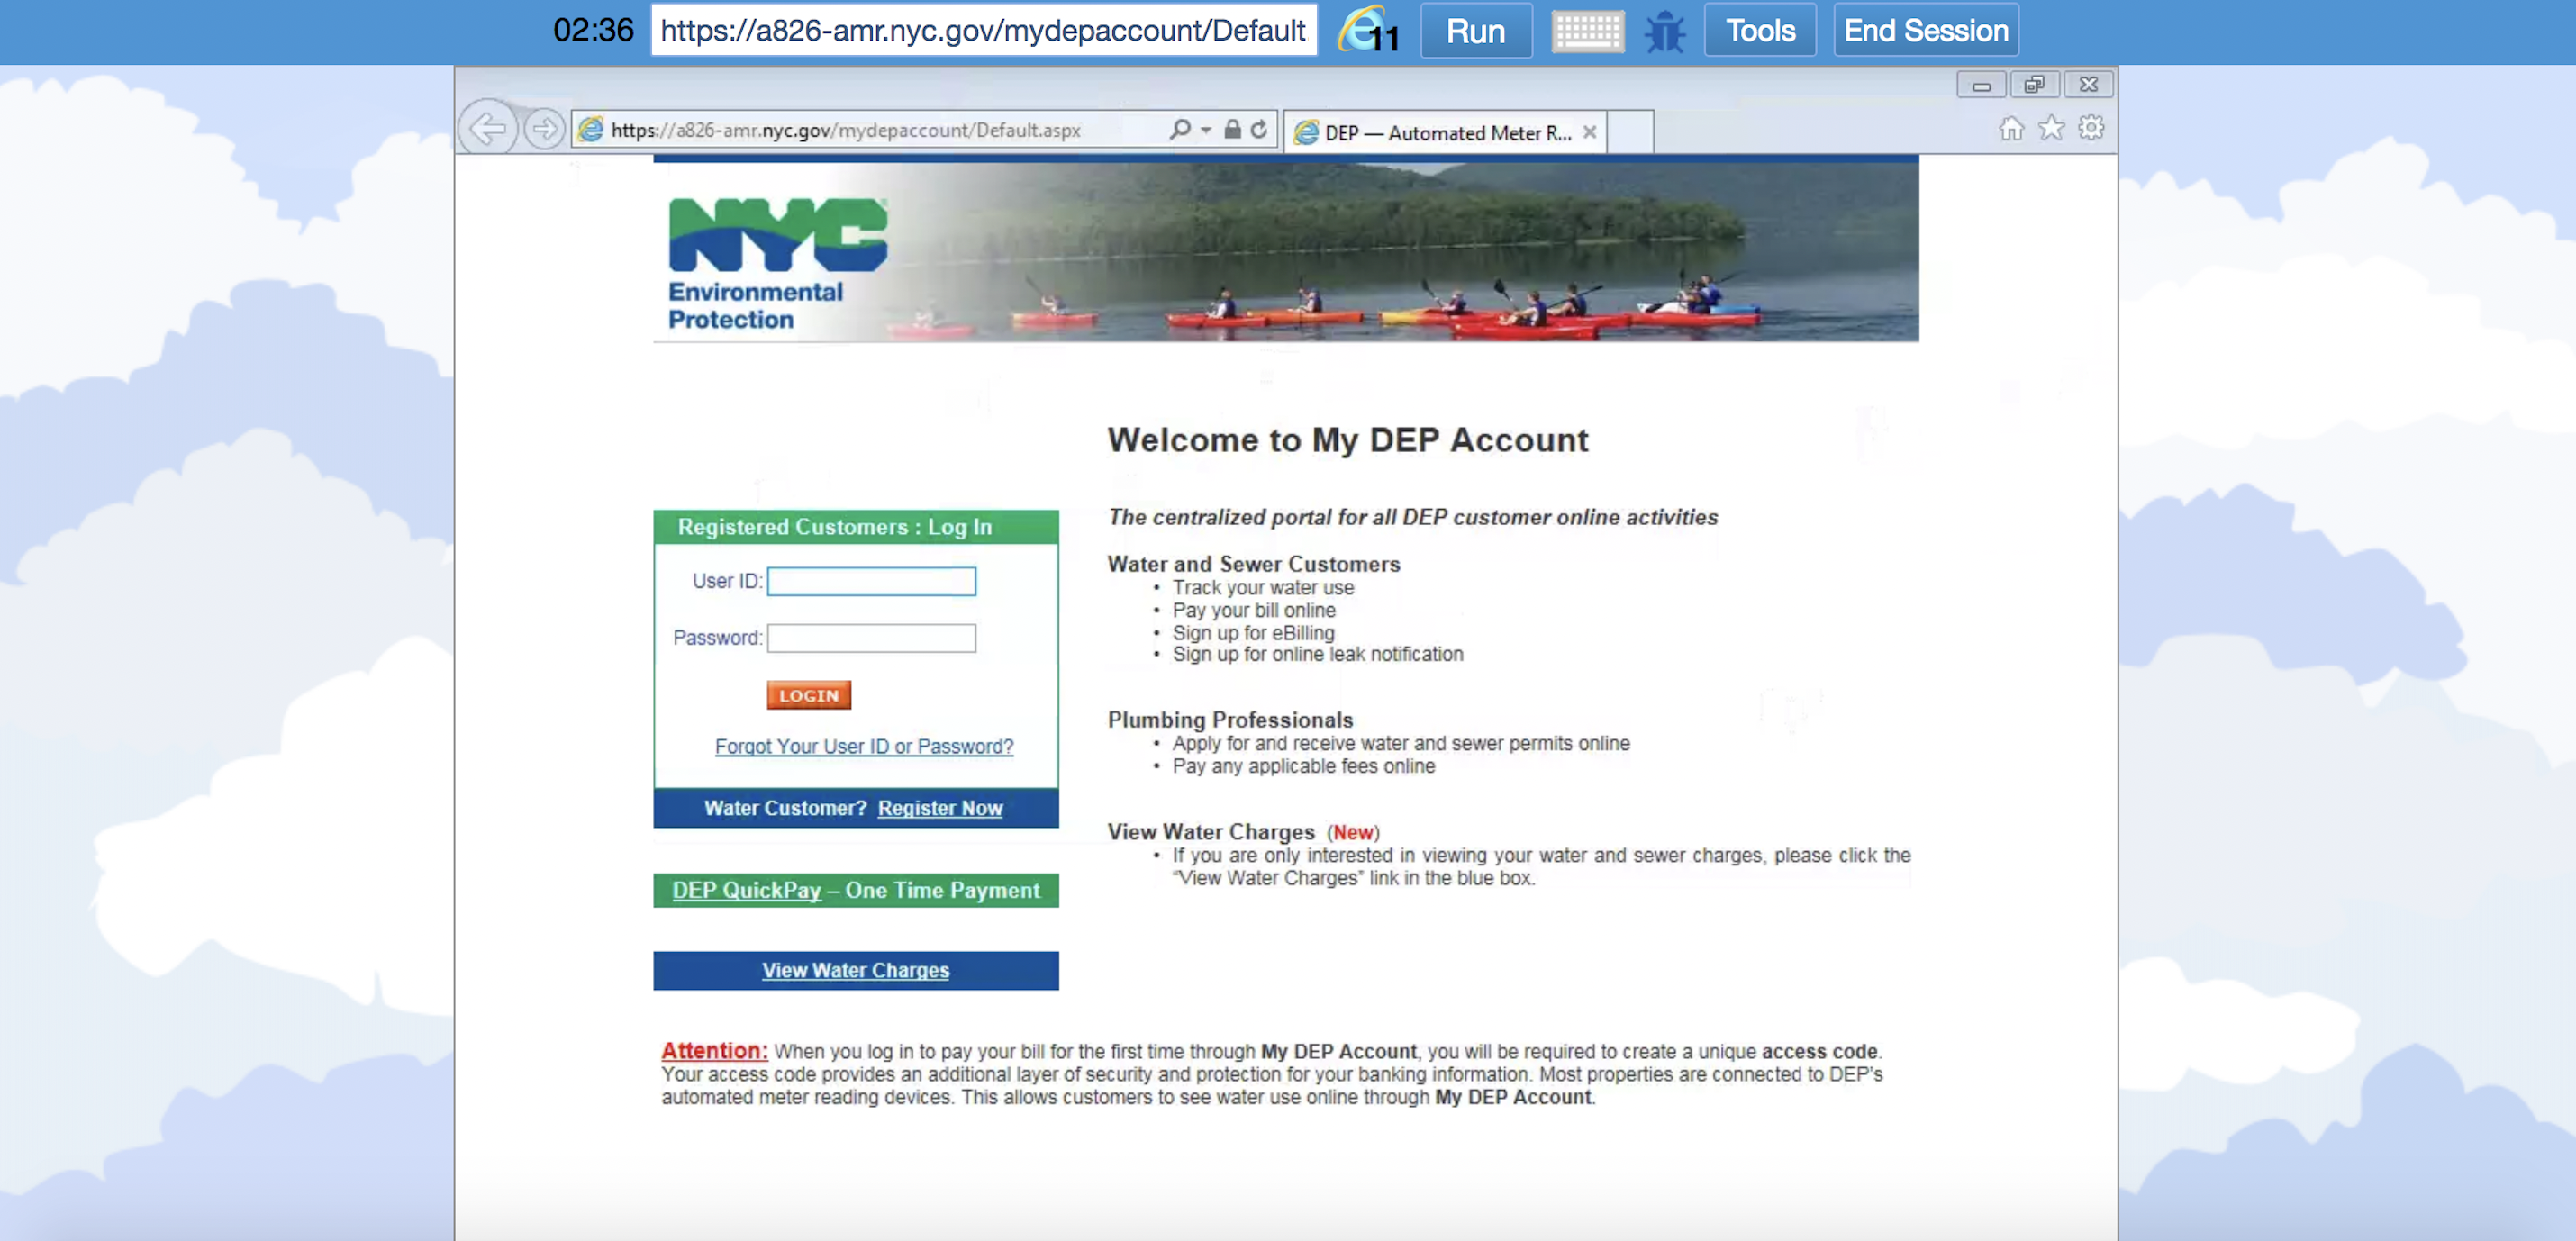 02:36
https://a826-amr.nyc.gov/mydepaccount/Default
11
Run
Tools
End Session
https://a826-amr.nyc.gov/mydepaccount/Default.aspx
DEP — Automated Meter R...
NYC
Environmental
Protection
Welcome to My DEP Account
The centralized portal for all DEP customer online activities
Registered Customers : Log In
User ID:
Password:
LOGIN
Forgot Your User ID or Password?
Water Customer? Register Now
DEP QuickPay – One Time Payment
View Water Charges
Water and Sewer Customers
• Track your water use
• Pay your bill online
• Sign up for eBilling
• Sign up for online leak notification
Plumbing Professionals
• Apply for and receive water and sewer permits online
• Pay any applicable fees online
View Water Charges (New)
• If you are only interested in viewing your water and sewer charges, please click the
“View Water Charges” link in the blue box.
Attention: When you log in to pay your bill for the first time through My DEP Account, you will be required to create a unique access code.
Your access code provides an additional layer of security and protection for your banking information. Most properties are connected to DEP's
automated meter reading devices. This allows customers to see water use online through My DEP Account.